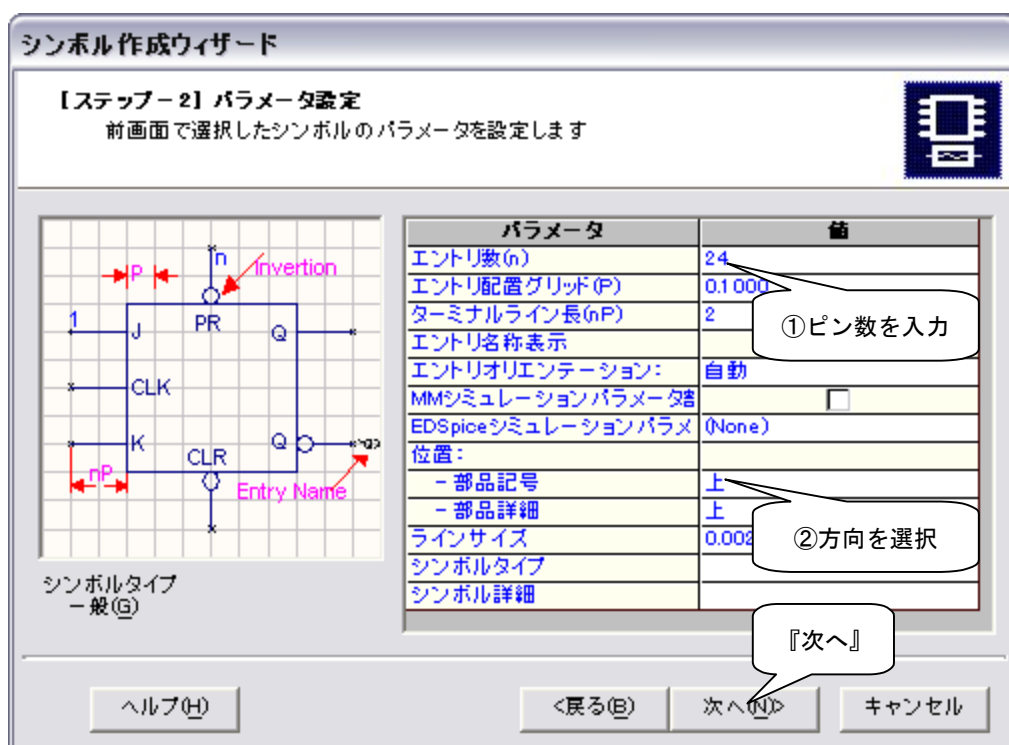 シンボル作成ウィザード
【ステップ－2】パラメータ設定
前画面で選択したシンボルのパラメータを設定します
パラメータ 値
エントリ数(n) 24
エントリ配置グリッド(P) 0.1000
ターミナルライン長(nP) 2
エントリ名称表示
エントリオリエンテーション： 自動
MMシミュレーションパラメータ割
EDSpiceシミュレーションパラメ (None)
位置：
－部品記号 上
－部品詳細 上
ラインサイズ 0.002
シンボルタイプ
シンボル詳細
①ピン数を入力
②方向を選択
『次へ』
P
n
Invertion
1
J
PR
Q
CLK
K
CLR
Q
nP
Entry Name
シンボルタイプ
一般(G)
ヘルプ(H)
<戻る(B)
次へ(N)>
キャンセル